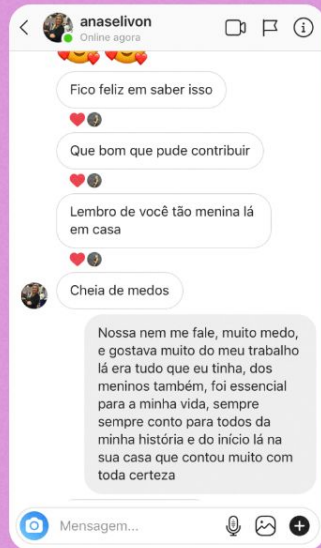 anaselivon
Online agora
Fico feliz em saber isso
Que bom que pude contribuir
Lembro de você tão menina lá
em casa
Cheia de medos
Nossa nem me fale, muito medo,
e gostava muito do meu trabalho
lá era tudo que eu tinha, dos
meninos também, foi essencial
para a minha vida, sempre
sempre conto para todos da
minha história e do início lá na
sua casa que contou muito com
toda certeza
Mensagem...